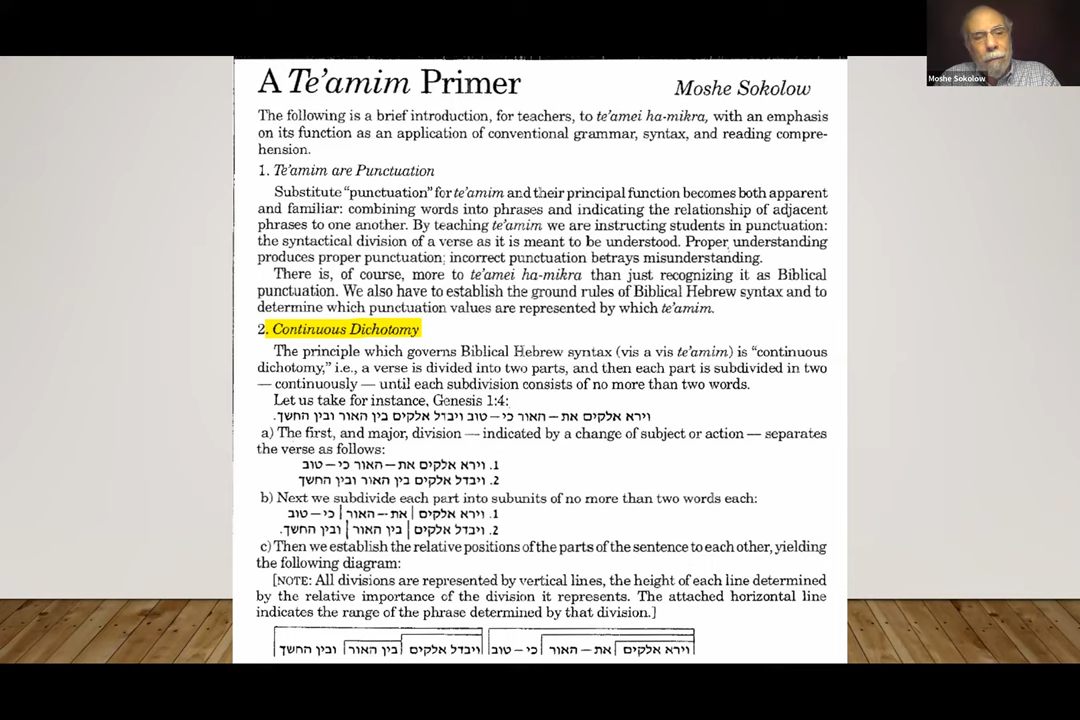 Moshe Sokolow
A Te’amim Primer
Moshe Sokolow
The following is a brief introduction, for teachers, to te’amei ha-mikra, with an emphasis
on its function as an application of conventional grammar, syntax, and reading compre-
hension.
1. Te’amim are Punctuation
Substitute “punctuation” for te’amim and their principal function becomes both apparent
and familiar: combining words into phrases and indicating the relationship of adjacent
phrases to one another. By teaching te’amim we are instructing students in punctuation:
the syntactical division of a verse as it is meant to be understood. Proper understanding
produces proper punctuation; incorrect punctuation betrays misunderstanding.
There is, of course, more to te’amei ha-mikra than just recognizing it as Biblical
punctuation. We also have to establish the ground rules of Biblical Hebrew syntax and to
determine which punctuation values are represented by which te’amim.
2. Continuous Dichotomy
The principle which governs Biblical Hebrew syntax (vis a vis te’amim) is “continuous
dichotomy,” i.e., a verse is divided into two parts, and then each part is subdivided in two
— continuously — until each subdivision consists of no more than two words.
Let us take for instance, Genesis 1:4:
וירא אלקים את–האור כי–טוב ויבדל אלקים בין האור ובין החשך.
a) The first, and major, division — indicated by a change of subject or action — separates
the verse as follows:
1. וירא אלקים את–האור כי–טוב
2. ויבדל אלקים בין האור ובין החשך
b) Next we subdivide each part into subunits of no more than two words each:
1. וירא אלקים | את–האור | כי–טוב
2. ויבדל אלקים | בין האור | ובין החשך.
c) Then we establish the relative positions of the parts of the sentence to each other, yielding
the following diagram:
[NOTE: All divisions are represented by vertical lines, the height of each line determined
by the relative importance of the division it represents. The attached horizontal line
indicates the range of the phrase determined by that division.]
וירא אלקים את–האור כי–טוב ויבדל אלקים בין האור ובין החשך